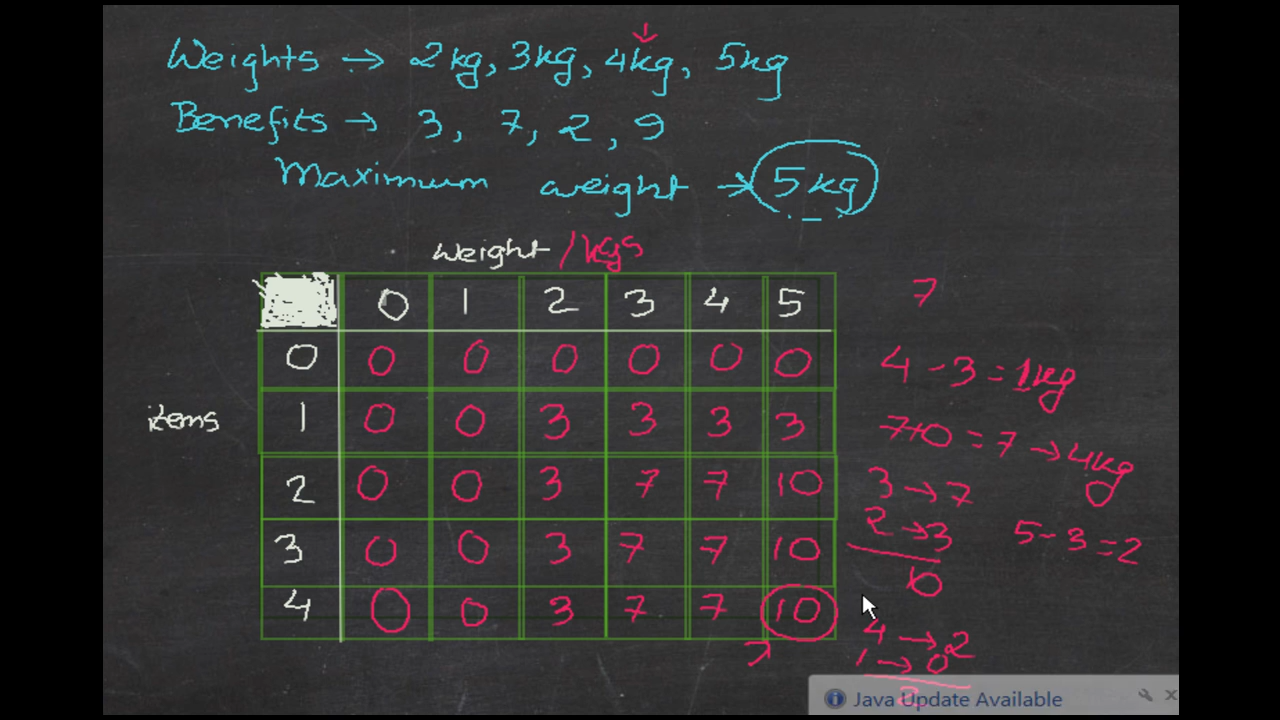 Weights → 2kg, 3kg, 4kg, 5kg
Benefits → 3, 7, 2, 9
Maximum weight → 5kg
weight /kgs
0 1 2 3 4 5
0 0 0 0 0 0 0
items 1 0 0 3 3 3 3
2 0 0 3 7 7 10
3 0 0 3 7 7 10
4 0 0 3 7 7 10
7
4 - 3 = 1kg
7+0 = 7 → 4kg
3 → 7
2 → 3
10
5 - 3 = 2
4 → 2
1 → 0
2
Java Update Available